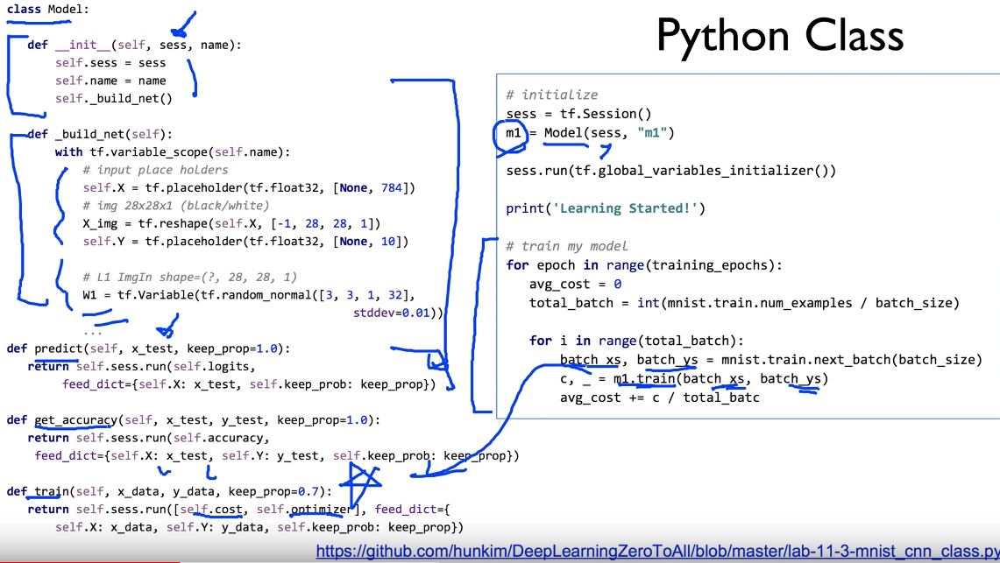 class Model:
def __init__(self, sess, name):
self.sess = sess
self.name = name
self._build_net()
def _build_net(self):
with tf.variable_scope(self.name):
# input place holders
self.X = tf.placeholder(tf.float32, [None, 784])
# img 28x28x1 (black/white)
X_img = tf.reshape(self.X, [-1, 28, 28, 1])
self.Y = tf.placeholder(tf.float32, [None, 10])
# L1 ImgIn shape=(?, 28, 28, 1)
W1 = tf.Variable(tf.random_normal([3, 3, 1, 32],
stddev=0.01))
...
def predict(self, x_test, keep_prop=1.0):
return self.sess.run(self.logits,
feed_dict={self.X: x_test, self.keep_prob: keep_prop})
def get_accuracy(self, x_test, y_test, keep_prop=1.0):
return self.sess.run(self.accuracy,
feed_dict={self.X: x_test, self.Y: y_test, self.keep_prob: keep_prop})
def train(self, x_data, y_data, keep_prop=0.7):
return self.sess.run([self.cost, self.optimizer], feed_dict={
self.X: x_data, self.Y: y_data, self.keep_prob: keep_prop})
Python Class
# initialize
sess = tf.Session()
m1 = Model(sess, "m1")
sess.run(tf.global_variables_initializer())
print('Learning Started!')
# train my model
for epoch in range(training_epochs):
avg_cost = 0
total_batch = int(mnist.train.num_examples / batch_size)
for i in range(total_batch):
batch_xs, batch_ys = mnist.train.next_batch(batch_size)
c, _ = m1.train(batch_xs, batch_ys)
avg_cost += c / total_batc
https://github.com/hunkim/DeepLearningZeroToAll/blob/master/lab-11-3-mnist_cnn_class.py